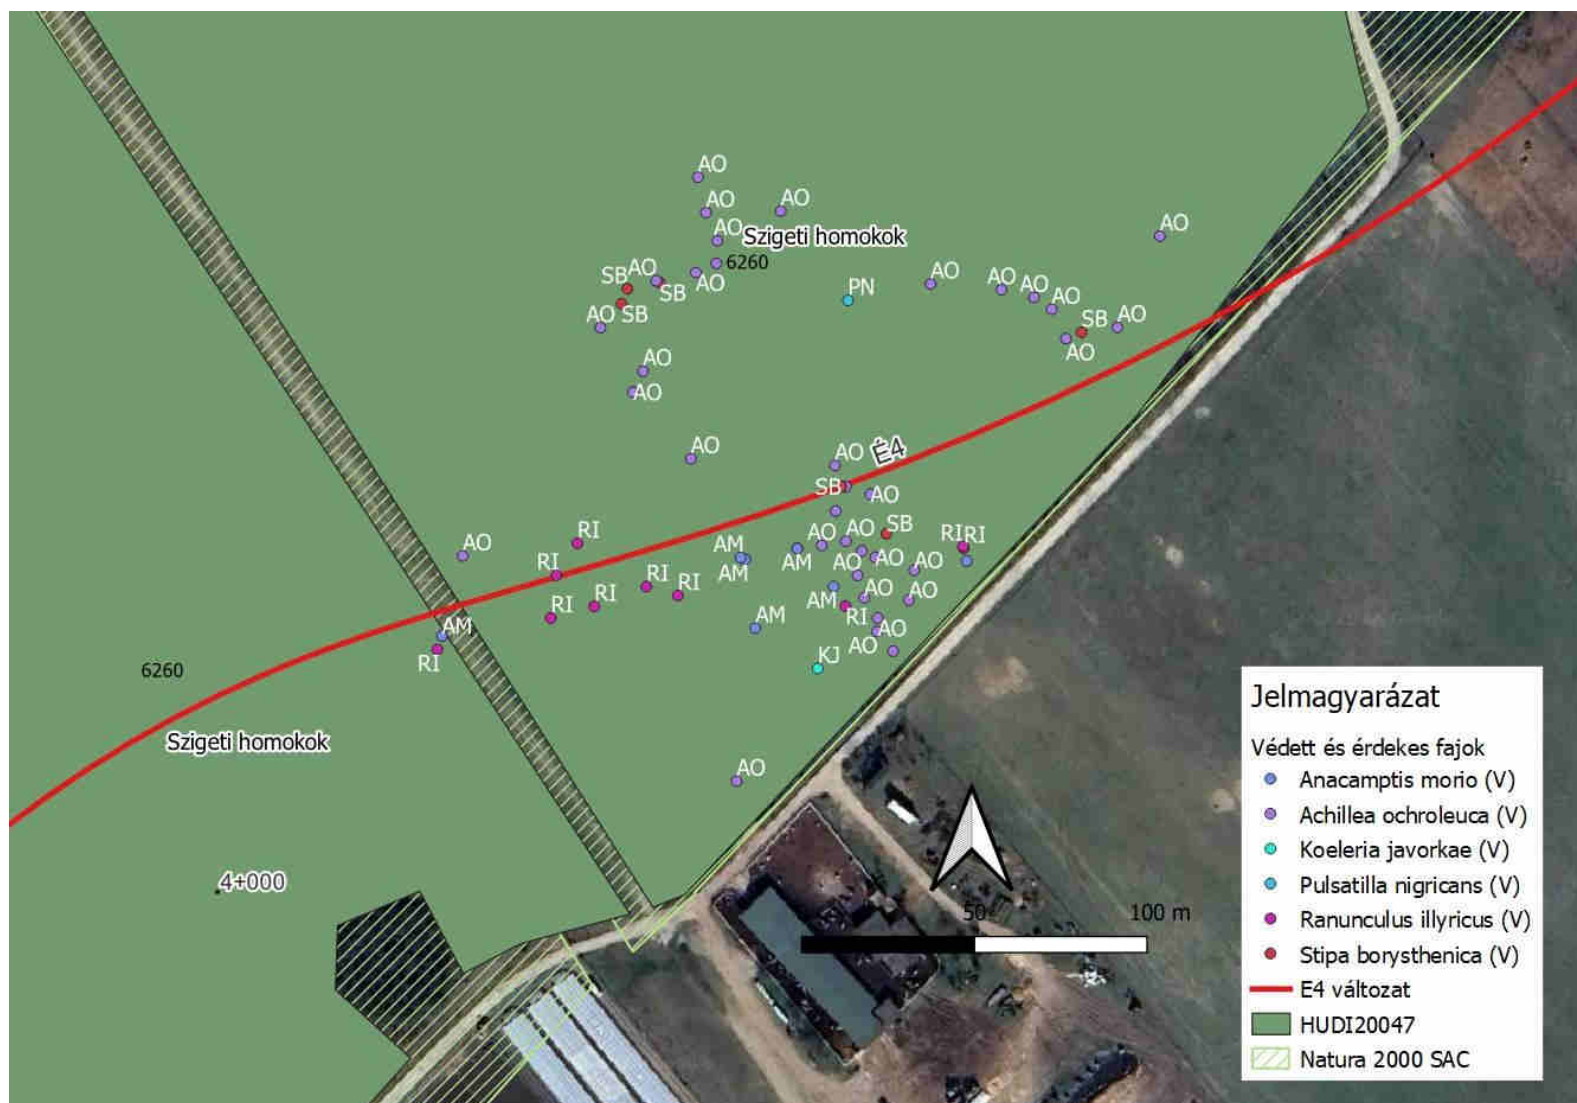 AO
AO
AO
AO
Szigeti homokok
AO
6260
SB
AO
SB
AO
PN
AO
AO
AO
AO
AO
SB
SB
AO
AO
AO
AO
AO
AO
É4
SB
AO
RI
AO
RI
AM
AM
AM
AO
AO
SB
RI
RI
AO
AO
AO
RI
RI
RI
RI
AM
AO
AO
RI
AM
AM
RI
AO
AO
KJ
6260
Szigeti homokok
AO
4+000
50
100 m
Jelmagyarázat
Védett és érdekes fajok
Anacamptis morio (V)
Achillea ochroleuca (V)
Koeleria javorkae (V)
Pulsatilla nigricans (V)
Ranunculus illyricus (V)
Stipa borysthenica (V)
E4 változat
HUDI20047
Natura 2000 SAC